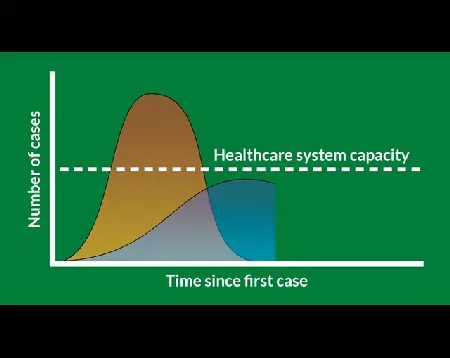 Healthcare system capacity
Number of cases
Time since first case